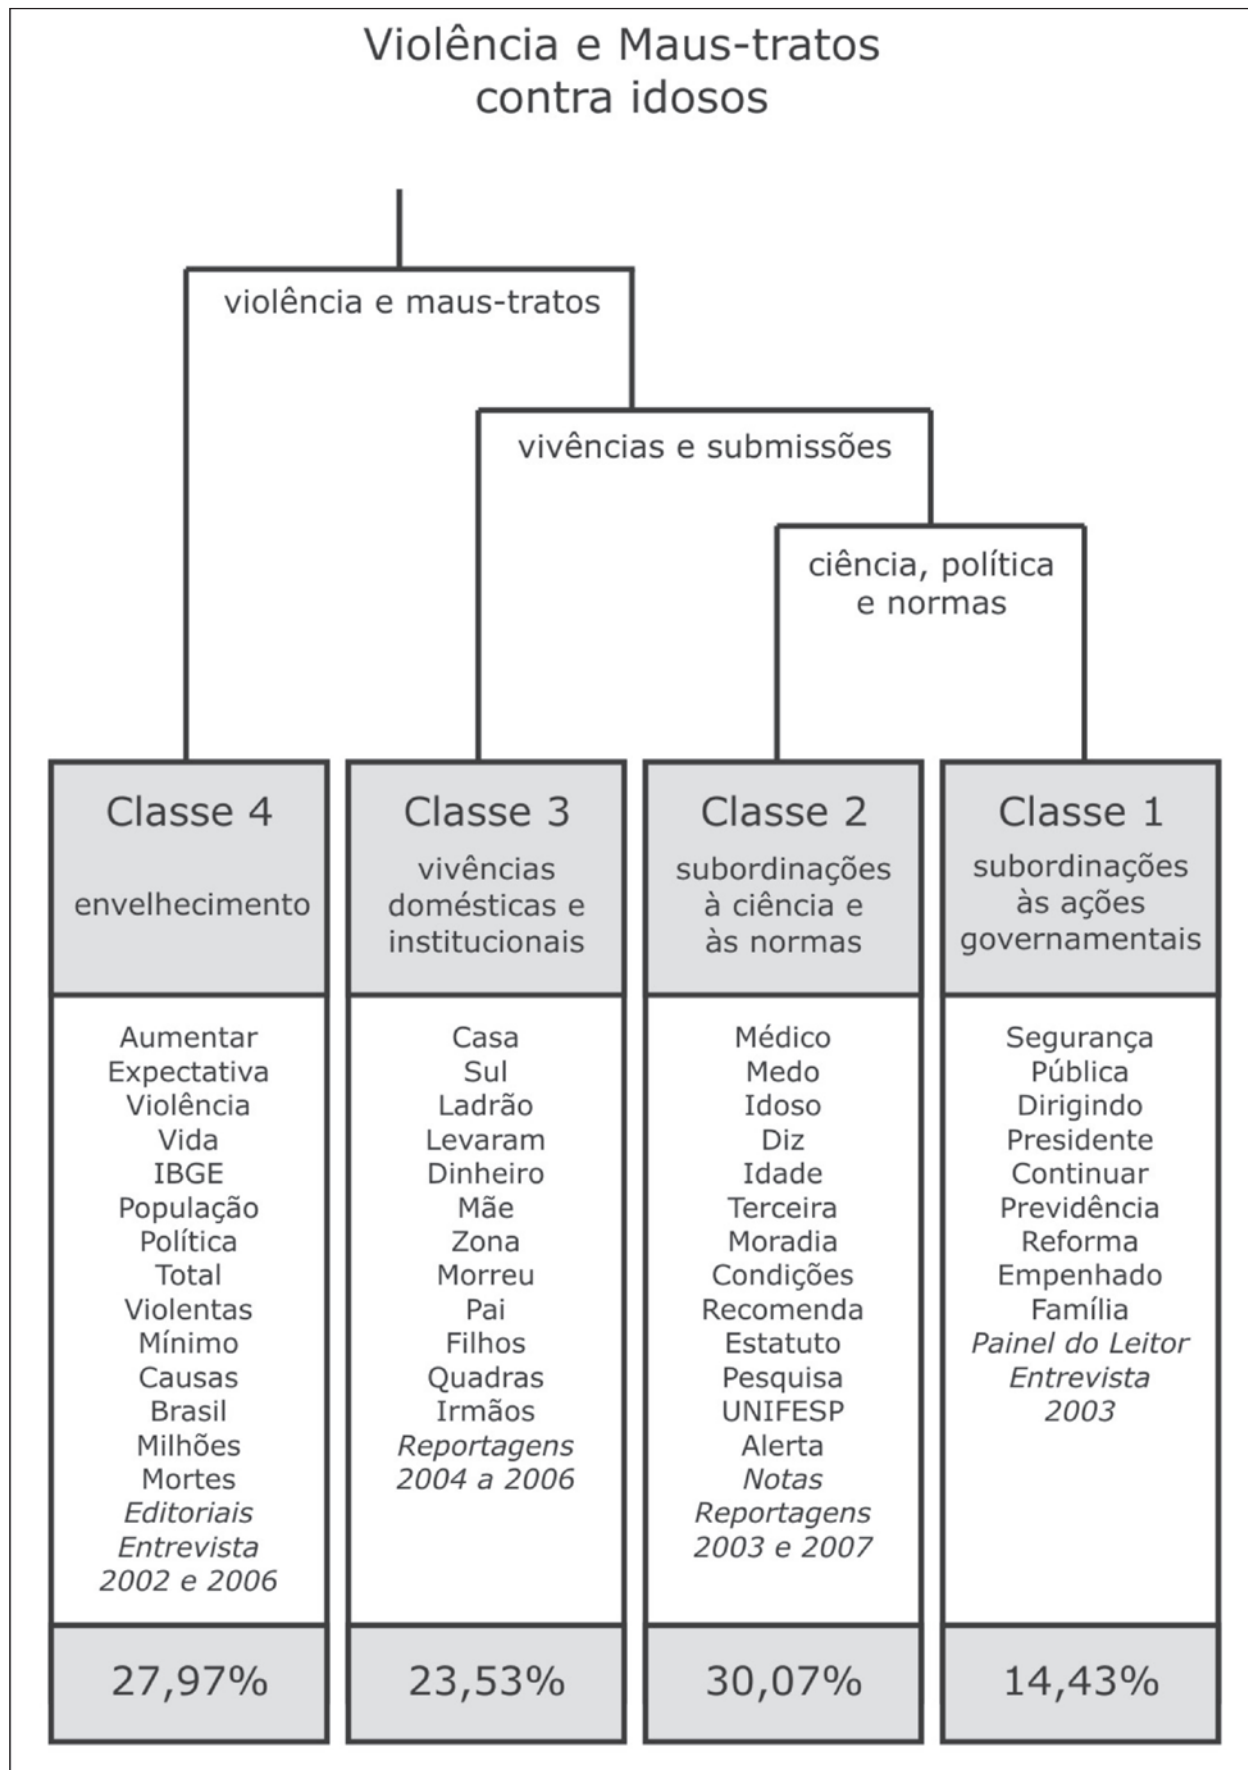 Violência e Maus-tratos
contra idosos
violência e maus-tratos
vivências e submissões
ciência, política
e normas
Classe 4
envelhecimento
Aumentar
Expectativa
Violência
Vida
IBGE
População
Política
Total
Violentas
Mínimo
Causas
Brasil
Milhões
Mortes
Editoriais
Entrevista
2002 e 2006
27,97%
Classe 3
vivências
domésticas e
institucionais
Casa
Sul
Ladrão
Levaram
Dinheiro
Mãe
Zona
Morreu
Pai
Filhos
Quadras
Irmãos
Reportagens
2004 a 2006
23,53%
Classe 2
subordinações
à ciência e
às normas
Médico
Medo
Idoso
Diz
Idade
Terceira
Moradia
Condições
Recomenda
Estatuto
Pesquisa
UNIFESP
Alerta
Notas
Reportagens
2003 e 2007
30,07%
Classe 1
subordinações
às ações
governamentais
Segurança
Pública
Dirigindo
Presidente
Continuar
Previdência
Reforma
Empenhado
Família
Painel do Leitor
Entrevista
2003
14,43%